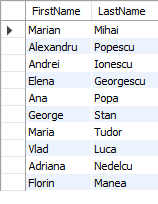 FirstName LastName
Marian Mihai
Alexandru Popescu
Andrei Ionescu
Elena Georgescu
Ana Popa
George Stan
Maria Tudor
Vlad Luca
Adriana Nedelcu
Florin Manea